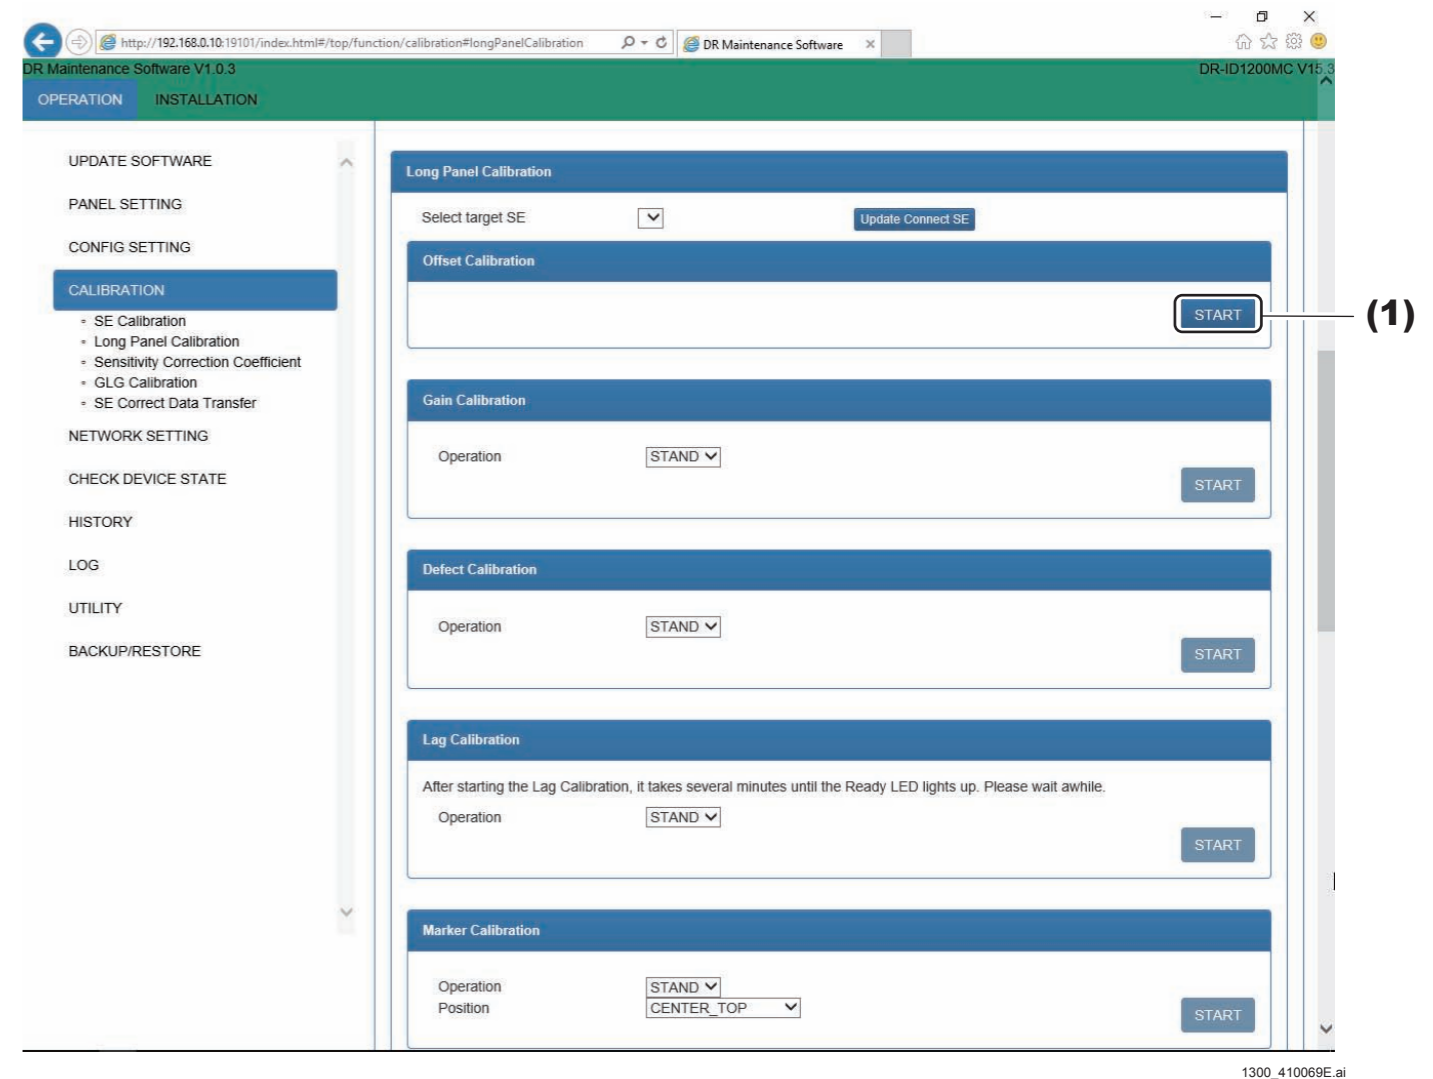 http://192.168.0.10:19101/index.html#/top/function/calibration#longPanelCalibration
DR Maintenance Software
DR Maintenance Software V1.0.3
DR-ID1200MC V15.3
OPERATION
INSTALLATION
UPDATE SOFTWARE
PANEL SETTING
CONFIG SETTING
CALIBRATION
SE Calibration
Long Panel Calibration
Sensitivity Correction Coefficient
GLG Calibration
SE Correct Data Transfer
NETWORK SETTING
CHECK DEVICE STATE
HISTORY
LOG
UTILITY
BACKUP/RESTORE
Long Panel Calibration
Select target SE
Update Connect SE
Offset Calibration
START
(1)
Gain Calibration
Operation
STAND
START
Defect Calibration
Operation
STAND
START
Lag Calibration
After starting the Lag Calibration, it takes several minutes until the Ready LED lights up. Please wait awhile.
Operation
STAND
START
Marker Calibration
Operation
STAND
Position
CENTER_TOP
START
1300_410069E.ai